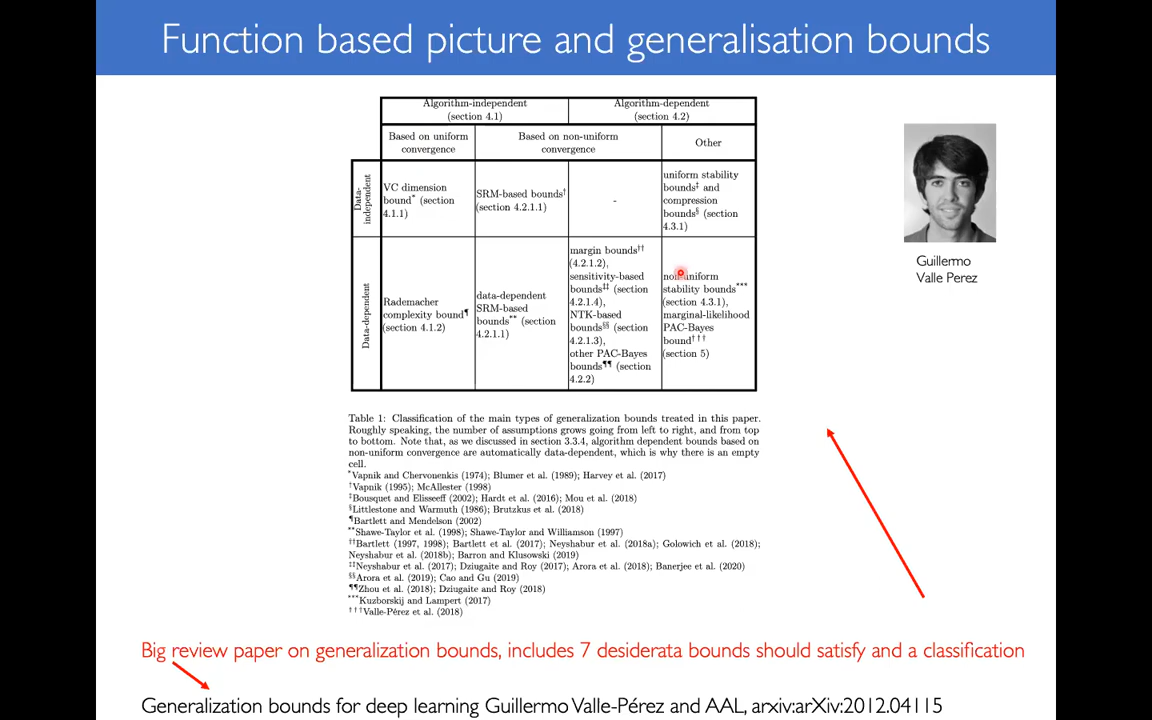 Function based picture and generalisation bounds
Algorithm-independent
(section 4.1)
Algorithm-dependent
(section 4.2)
Based on uniform
convergence
Based on non-uniform
convergence
Other
Data-
independent
VC dimension
bound* (section
4.1.1)
SRM-based bounds†
(section 4.2.1.1)
-
uniform stability
bounds‡ and
compression
bounds§ (section
4.3.1)
Data-dependent
Rademacher
complexity bound¶
(section 4.1.2)
data-dependent
SRM-based
bounds** (section
4.2.1.1)
margin bounds††
(4.2.1.2),
sensitivity-based
bounds‡‡ (section
4.2.1.4),
NTK-based
bounds§§ (section
4.2.1.3),
other PAC-Bayes
bounds¶¶ (section
4.2.2)
non-uniform
stability bounds***
(section 4.3.1),
marginal-likelihood
PAC-Bayes
bound†††
(section 5)
Guillermo
Valle Perez
Table 1: Classification of the main types of generalization bounds treated in this paper.
Roughly speaking, the number of assumptions grows going from left to right, and from top
to bottom. Note that, as we discussed in section 3.3.4, algorithm dependent bounds based on
non-uniform convergence are automatically data-dependent, which is why there is an empty
cell.
*Vapnik and Chervonenkis (1974); Blumer et al. (1989); Harvey et al. (2017)
†Vapnik (1995); McAllester (1998)
‡Bousquet and Elisseeff (2002); Hardt et al. (2016); Mou et al. (2018)
§Littlestone and Warmuth (1986); Brutzkus et al. (2018)
¶Bartlett and Mendelson (2002)
**Shawe-Taylor et al. (1998); Shawe-Taylor and Williamson (1997)
††Bartlett (1997, 1998); Bartlett et al. (2017); Neyshabur et al. (2018a); Golowich et al. (2018);
Neyshabur et al. (2018b); Barron and Klusowski (2019)
‡‡Neyshabur et al. (2017); Dziugaite and Roy (2017); Arora et al. (2018); Banerjee et al. (2020)
§§Arora et al. (2019); Cao and Gu (2019)
¶¶Zhou et al. (2018); Dziugaite and Roy (2018)
***Kuzborskij and Lampert (2017)
†††Valle-Pérez et al. (2018)
Big review paper on generalization bounds, includes 7 desiderata bounds should satisfy and a classification
Generalization bounds for deep learning Guillermo Valle-Pérez and AAL, arxiv:arXiv:2012.04115